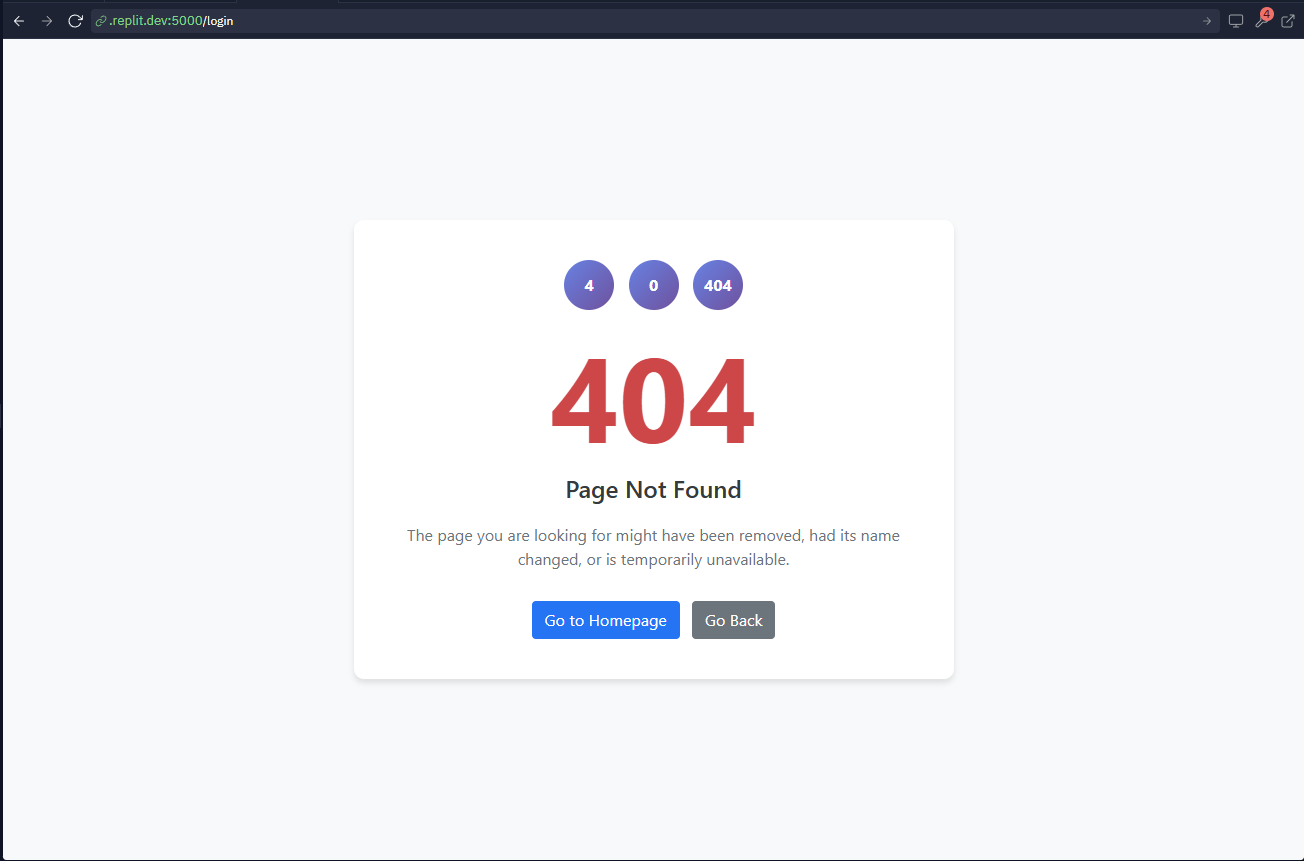 .replit.dev:5000/login
4
4 0 404
404
Page Not Found
The page you are looking for might have been removed, had its name
changed, or is temporarily unavailable.
Go to Homepage Go Back